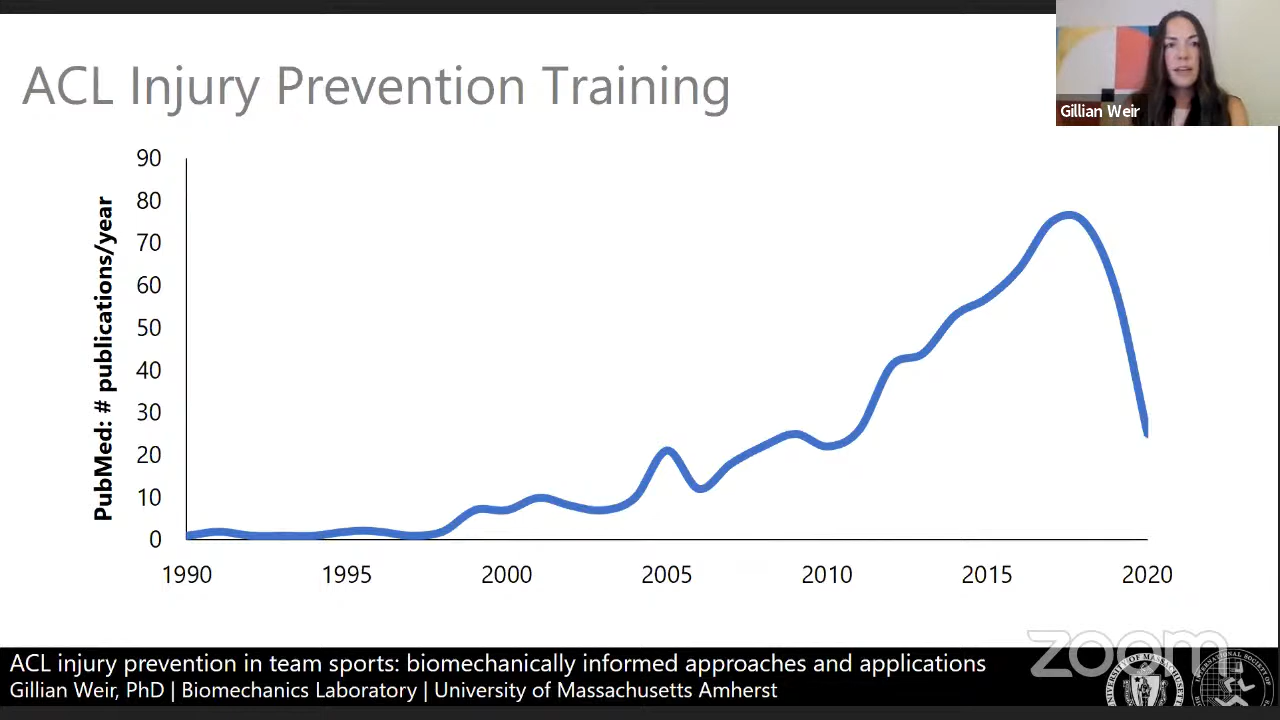 ACL Injury Prevention Training
Gillian Weir
PubMed: # publications/year
90
80
70
60
50
40
30
20
10
0
1990 1995 2000 2005 2010 2015 2020
zoom
ACL injury prevention in team sports: biomechanically informed approaches and applications
Gillian Weir, PhD | Biomechanics Laboratory | University of Massachusetts Amherst